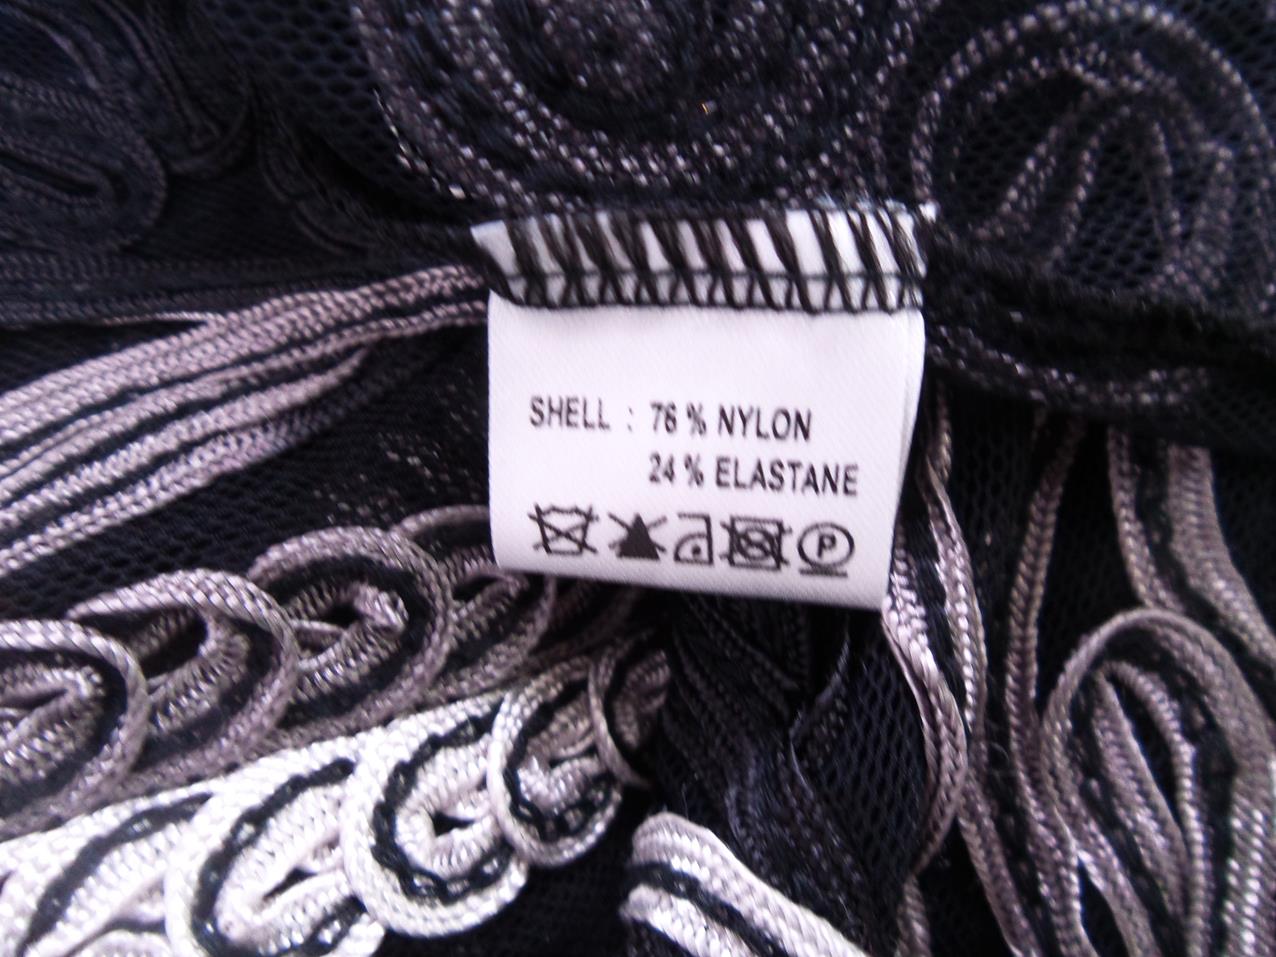 SHELL : 76 % NYLON
24 % ELASTANE
P